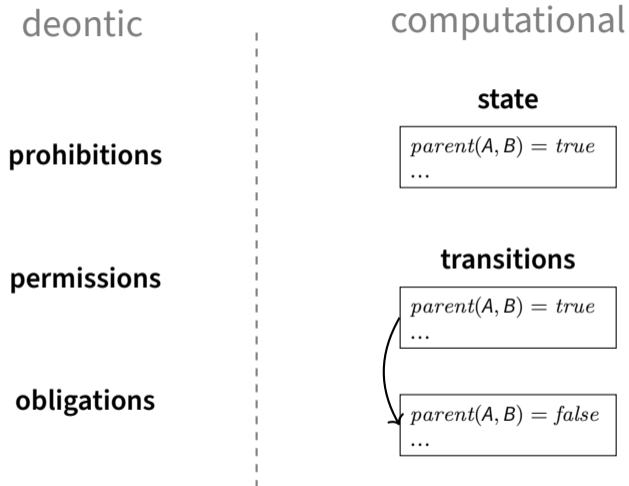 deontic
computational
prohibitions
permissions
obligations
state
parent(A, B) = true
...
transitions
parent(A, B) = true
...
parent(A, B) = false
...